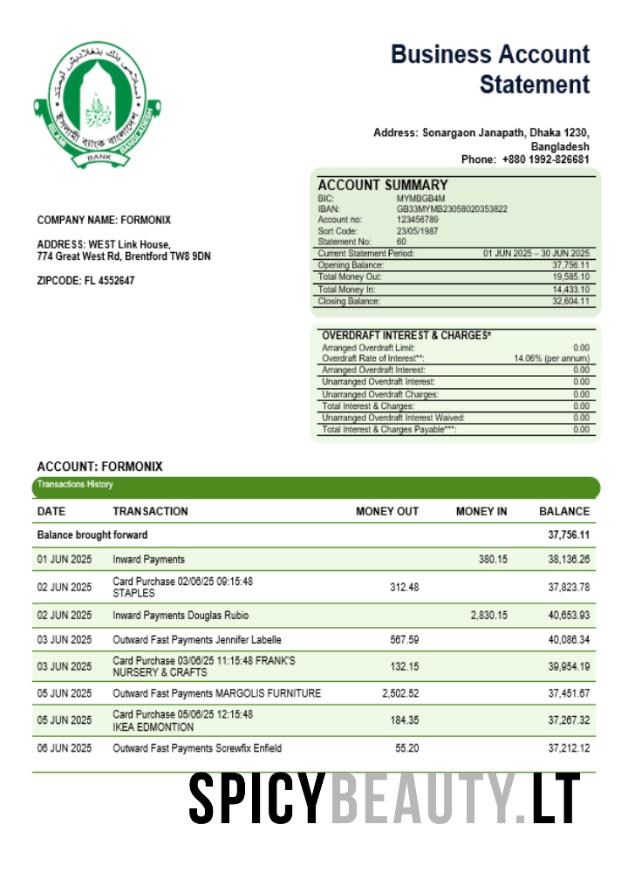 Business Account
Statement
Address: Sonargaon Janapath, Dhaka 1230,
Bangladesh
Phone: +880 1992-826681
BANK
COMPANY NAME: FORMONIX
ADDRESS: WEST Link House,
774 Great West Rd, Brentford TW8 9DN
ZIPCODE: FL 4552647
ACCOUNT SUMMARY
BIC: MYMBGB4M
IBAN: GB33MYMB23058020353822
Account no: 123456789
Sort Code: 23/05/1987
Statement No: 60
Current Statement Period: 01 JUN 2025 – 30 JUN 2025
Opening Balance: 37,756.11
Total Money Out: 19,585.10
Total Money In: 14,433.10
Closing Balance: 32,604.11
OVERDRAFT INTEREST & CHARGES*
Arranged Overdraft Limit: 0.00
Overdraft Rate of Interest**: 14.06% (per annum)
Arranged Overdraft Interest: 0.00
Unarranged Overdraft Interest: 0.00
Unarranged Overdraft Charges: 0.00
Total Interest & Charges: 0.00
Unarranged Overdraft Interest Waived: 0.00
Total Interest & Charges Payable***: 0.00
ACCOUNT: FORMONIX
Transactions History
DATE TRANSACTION MONEY OUT MONEY IN BALANCE
Balance brought forward 37,756.11
01 JUN 2025 Inward Payments 380.15 38,136.26
02 JUN 2025 Card Purchase 02/06/25 09:15:48 312.48 37,823.78
STAPLES
02 JUN 2025 Inward Payments Douglas Rubio 2,830.15 40,653.93
03 JUN 2025 Outward Fast Payments Jennifer Labelle 567.59 40,086.34
03 JUN 2025 Card Purchase 03/06/25 11:15:48 FRANK'S 132.15 39,954.19
NURSERY & CRAFTS
05 JUN 2025 Outward Fast Payments MARGOLIS FURNITURE 2,502.52 37,451.67
05 JUN 2025 Card Purchase 05/06/25 12:15:48 184.35 37,267.32
IKEA EDMONTION
06 JUN 2025 Outward Fast Payments Screwfix Enfield 55.20 37,212.12
SPICYBEAUTY.LT